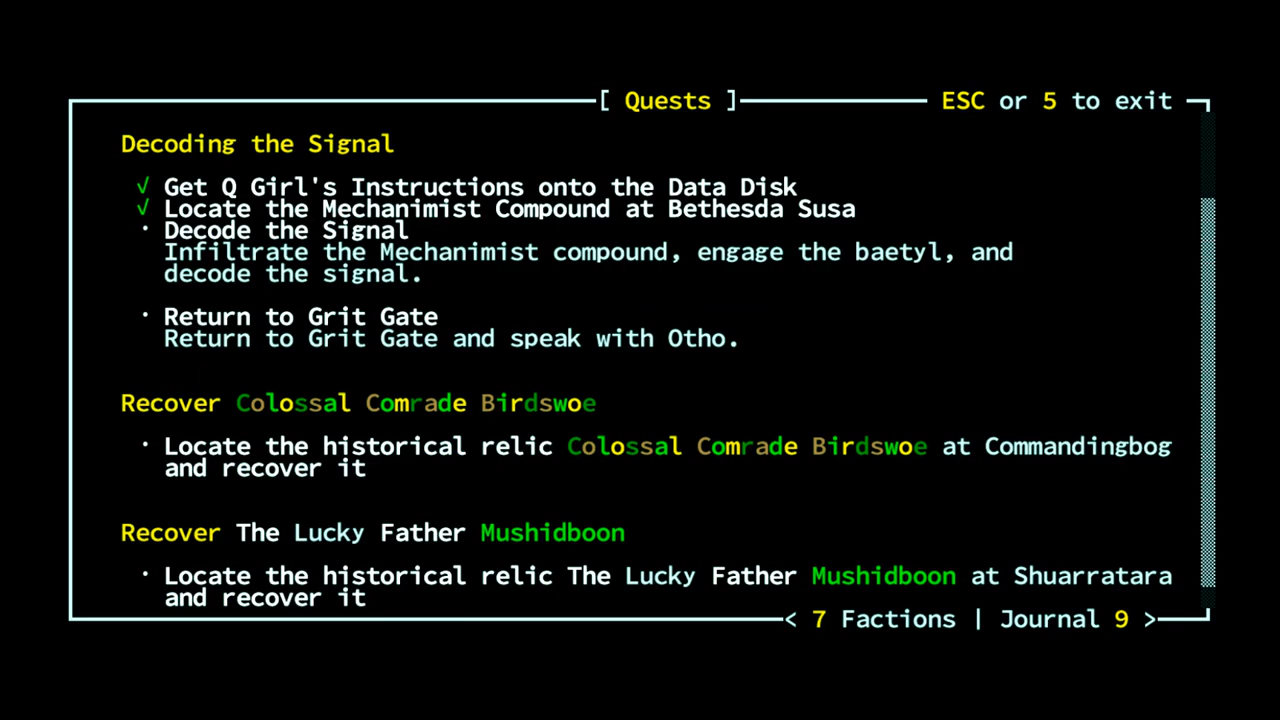 [ Quests ] ESC or 5 to exit
Decoding the Signal
√ Get Q Girl's Instructions onto the Data Disk
√ Locate the Mechanimist Compound at Bethesda Susa
· Decode the Signal
Infiltrate the Mechanimist compound, engage the baetyl, and
decode the signal.
· Return to Grit Gate
Return to Grit Gate and speak with Otho.
Recover Colossal Comrade Birdswoe
· Locate the historical relic Colossal Comrade Birdswoe at Commandingbog
and recover it
Recover The Lucky Father Mushidboon
· Locate the historical relic The Lucky Father Mushidboon at Shuarratara
and recover it
< 7 Factions | Journal 9 >